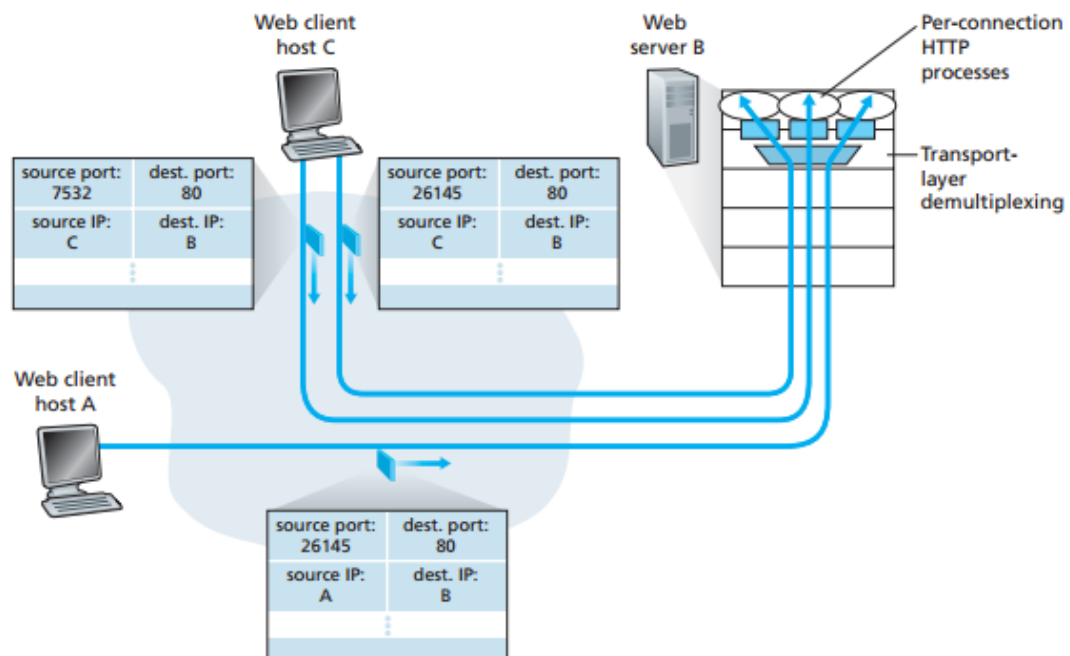 Web client
host C
Web
server B
Per-connection
HTTP
processes
Transport-
layer
demultiplexing
source port:
7532
dest. port:
80
source IP:
C
dest. IP:
B
source port:
26145
dest. port:
80
source IP:
C
dest. IP:
B
Web client
host A
source port:
26145
dest. port:
80
source IP:
A
dest. IP:
B